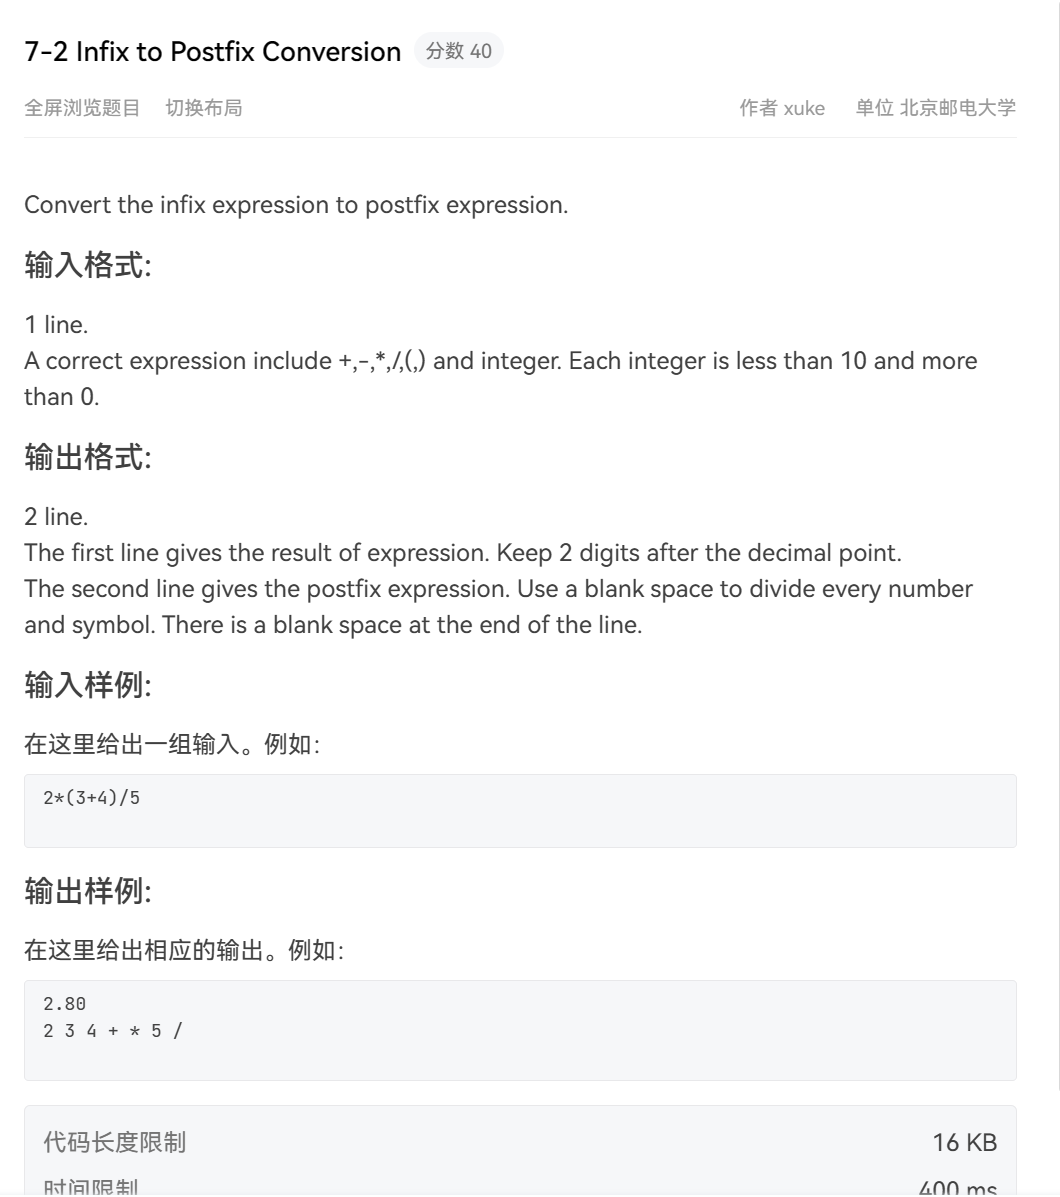 7-2 Infix to Postfix Conversion 分数 40
全屏浏览题目 切换布局 作者 xuke 单位 北京邮电大学
Convert the infix expression to postfix expression.
输入格式:
1 line.
A correct expression include +,-,*,/,(,) and integer. Each integer is less than 10 and more
than 0.
输出格式:
2 line.
The first line gives the result of expression. Keep 2 digits after the decimal point.
The second line gives the postfix expression. Use a blank space to divide every number
and symbol. There is a blank space at the end of the line.
输入样例:
在这里给出一组输入。例如：
2*(3+4)/5
输出样例:
在这里给出相应的输出。例如：
2.80
2 3 4 + * 5 /
代码长度限制 16 KB
时间限制 400 ms